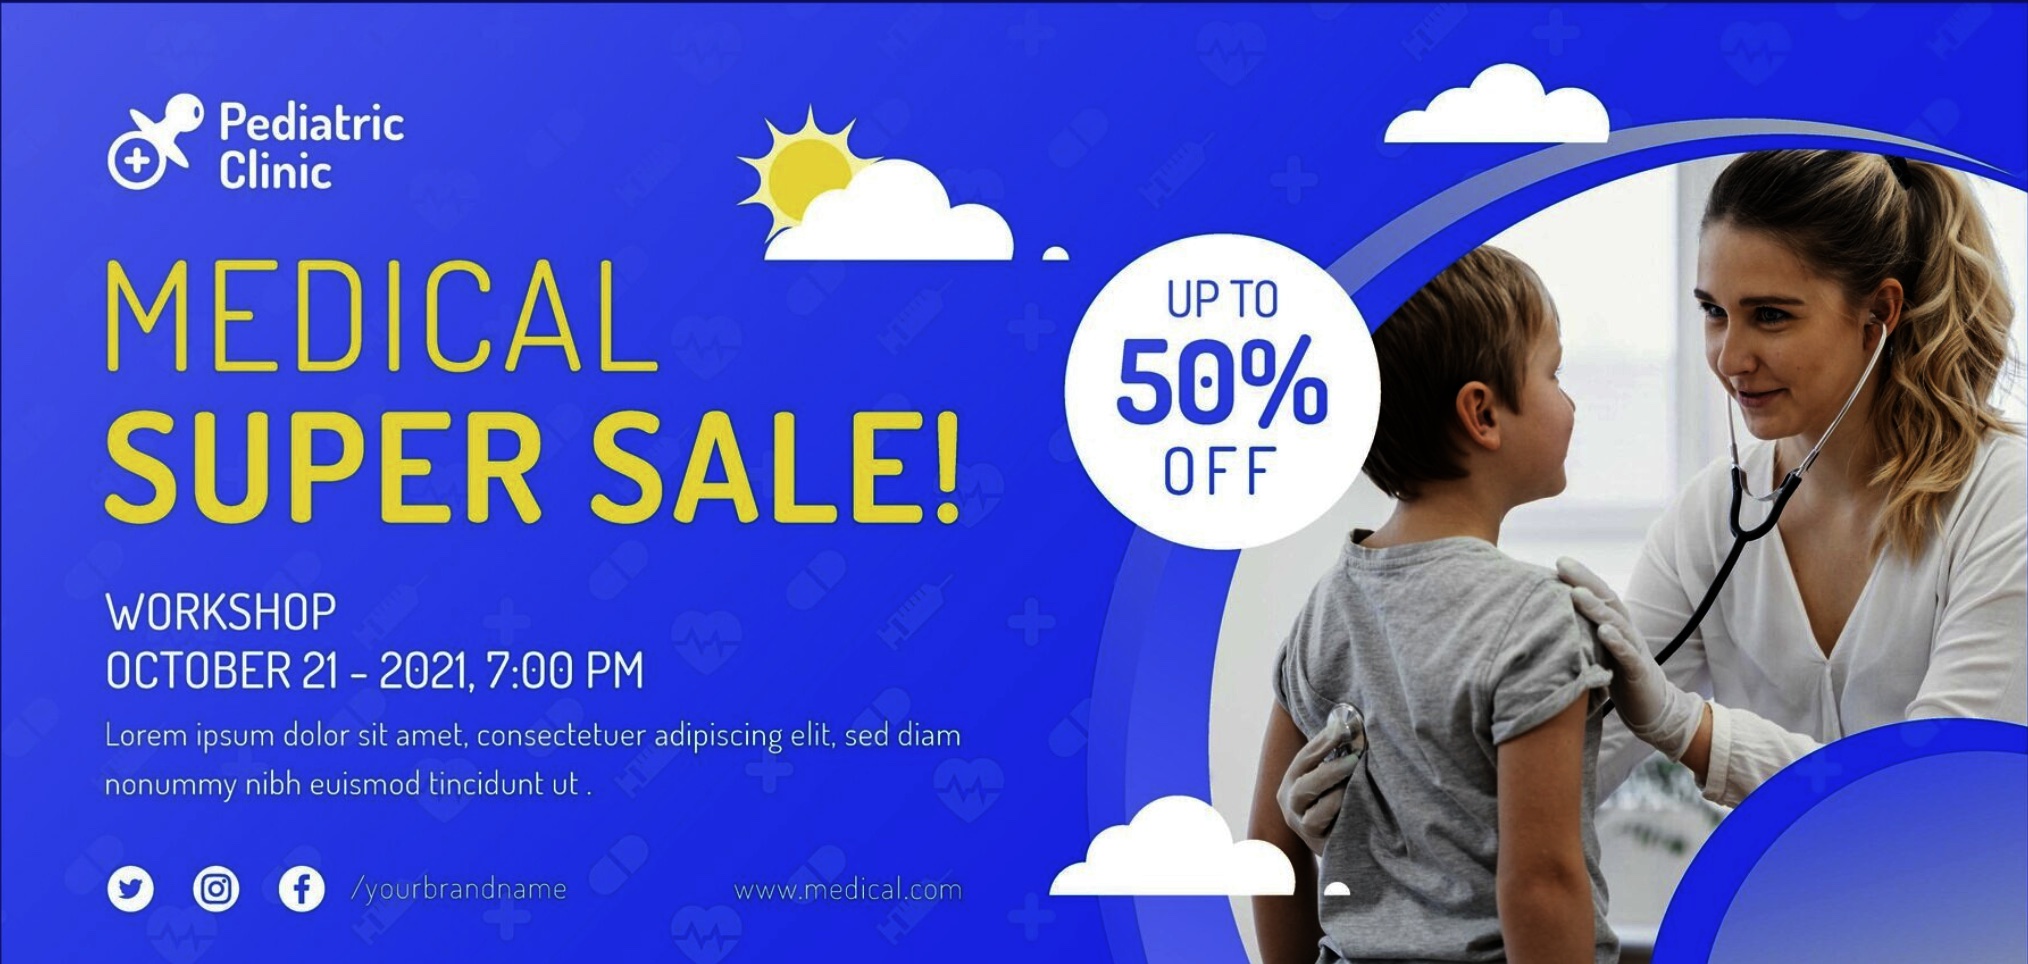 Pediatric
Clinic
MEDICAL
SUPER SALE!
UP TO
50%
OFF
WORKSHOP
OCTOBER 21 - 2021, 7:00 PM
Lorem ipsum dolor sit amet, consectetuer adipiscing elit, sed diam
nonummy nibh euismod tincidunt ut .
/yourbrandname
www.medical.com